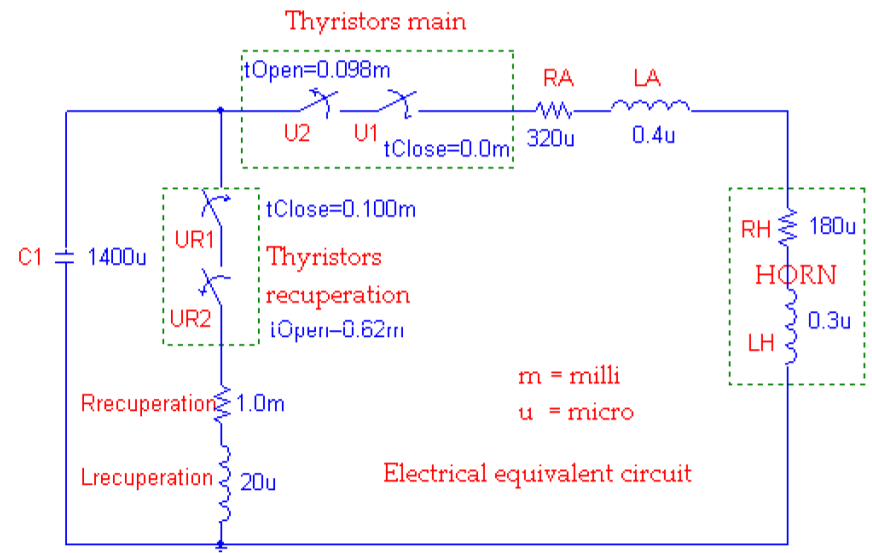 Thyristors main
tOpen=0.098m
RA
LA
U2
U1
tClose=0.0m
320u
0.4u
tClose=0.100m
UR1
RH
180u
C1
1400u
Thyristors
HORN
recuperation
UR2
iOpen–0.62m
0.3u
LH
m = milli
u = micro
Rrecuperation
1.0m
Lrecuperation
20u
Electrical equivalent circuit